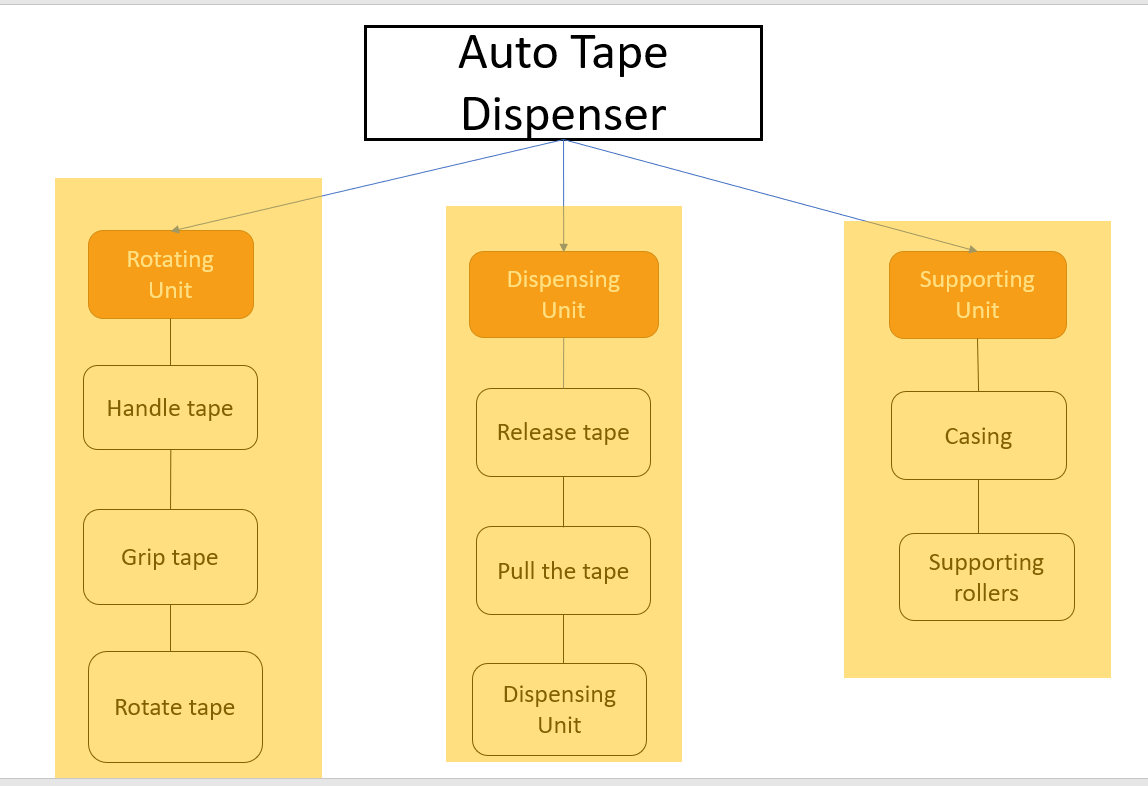 Auto Tape
Dispenser
Rotating
Unit
Handle tape
Grip tape
Rotate tape
Dispensing
Unit
Release tape
Pull the tape
Dispensing
Unit
Supporting
Unit
Casing
Supporting
rollers